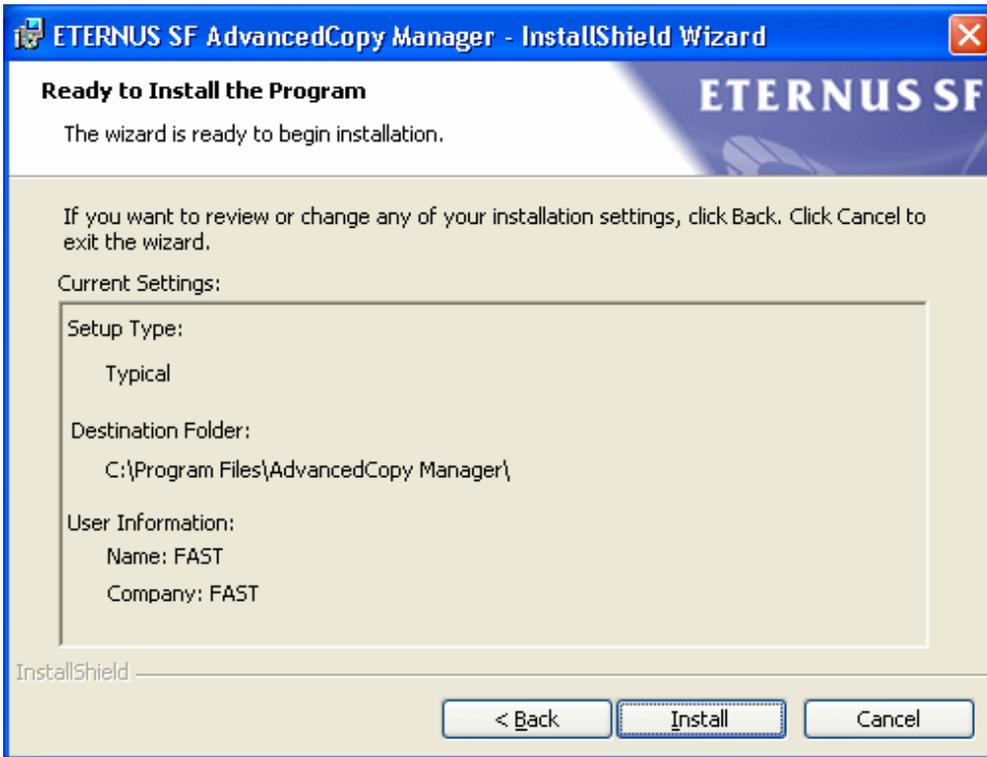 ETERNUS SF AdvancedCopy Manager - InstallShield Wizard
Ready to Install the Program
ETERNUS SF
The wizard is ready to begin installation.
If you want to review or change any of your installation settings, click Back. Click Cancel to
exit the wizard.
Current Settings:
Setup Type:
Typical
Destination Folder:
C:\Program Files\AdvancedCopy Manager\
User Information:
Name: FAST
Company: FAST
InstallShield
< Back
Install
Cancel